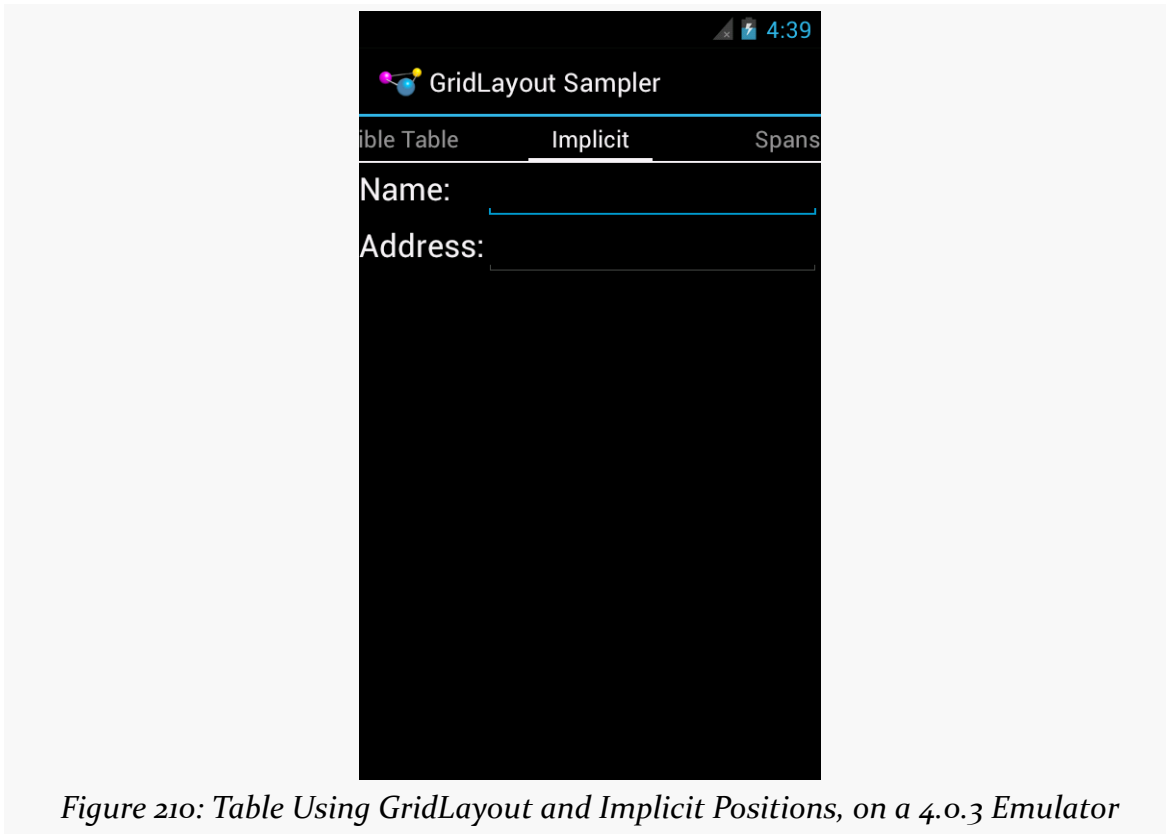 4:39
GridLayout Sampler
ible Table Implicit Spans
Name:
Address:
Figure 210: Table Using GridLayout and Implicit Positions, on a 4.0.3 Emulator